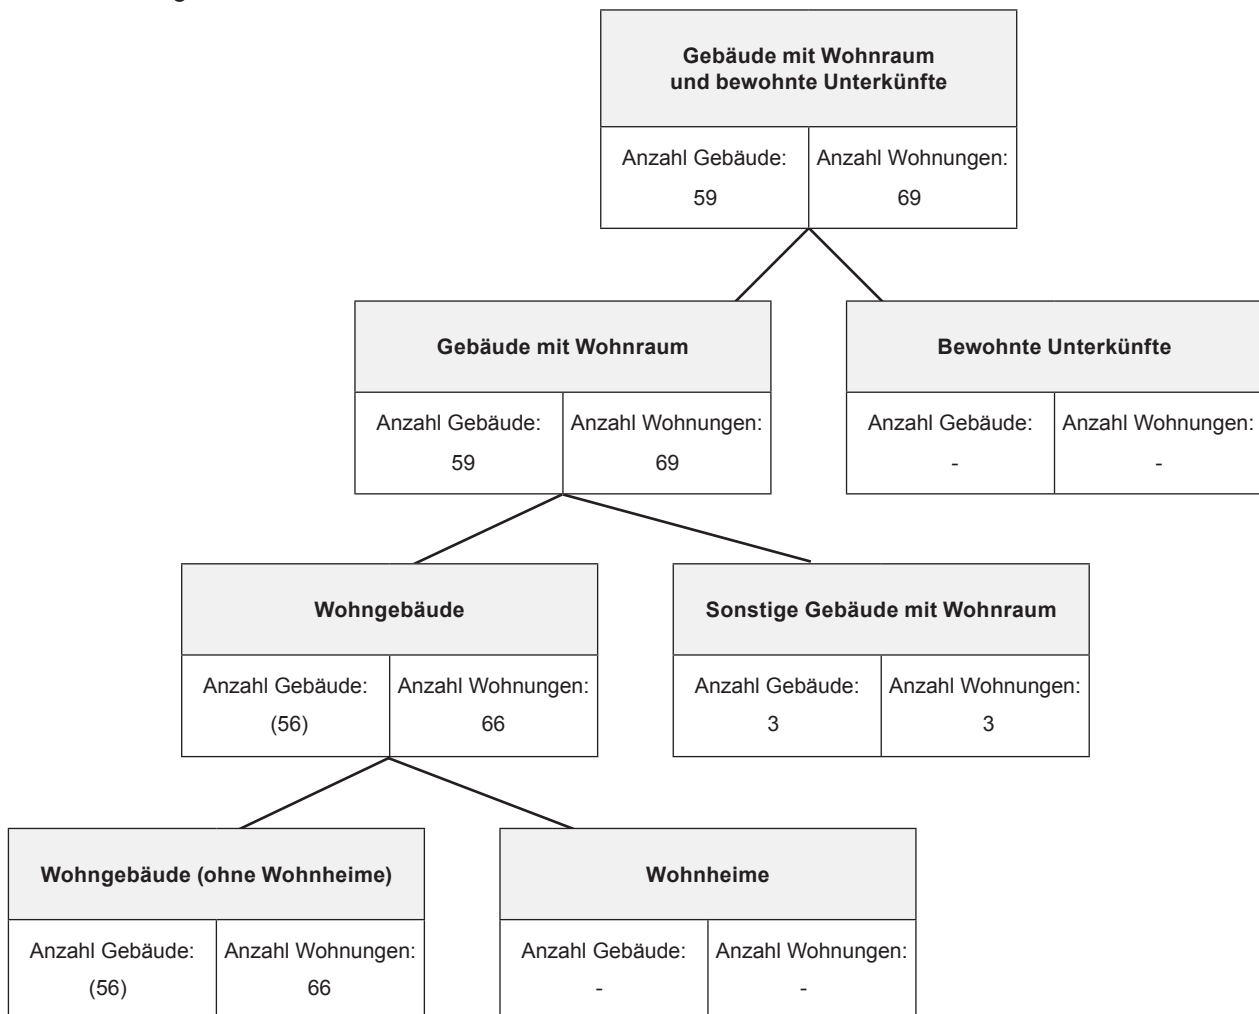 Gebäude mit Wohnraum
und bewohnte Unterkünfte
Anzahl Gebäude: Anzahl Wohnungen:
59 69
Gebäude mit Wohnraum
Anzahl Gebäude: Anzahl Wohnungen:
59 69
Bewohnte Unterkünfte
Anzahl Gebäude: Anzahl Wohnungen:
- -
Wohngebäude
Anzahl Gebäude: Anzahl Wohnungen:
(56) 66
Sonstige Gebäude mit Wohnraum
Anzahl Gebäude: Anzahl Wohnungen:
3 3
Wohngebäude (ohne Wohnheime)
Anzahl Gebäude: Anzahl Wohnungen:
(56) 66
Wohnheime
Anzahl Gebäude: Anzahl Wohnungen:
- -